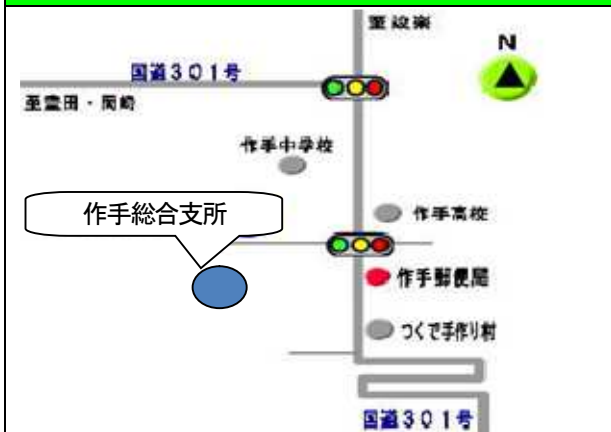 至設楽
N
国道301号
至豊田・岡崎
作手中学校
作手総合支所
作手高校
作手郵便局
つくで手作り村
国道301号